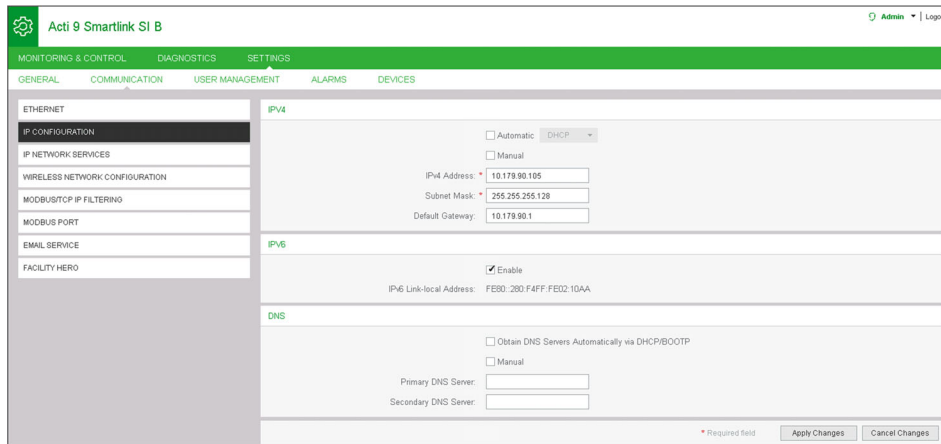 Acti 9 Smartlink SI B
Admin | Logo
MONITORING & CONTROL DIAGNOSTICS SETTINGS
GENERAL COMMUNICATION USER MANAGEMENT ALARMS DEVICES
ETHERNET
IP CONFIGURATION
IP NETWORK SERVICES
WIRELESS NETWORK CONFIGURATION
MODBUS/TCP IP FILTERING
MODBUS PORT
EMAIL SERVICE
FACILITY HERO
IPV4
Automatic DHCP
Manual
IPv4 Address: * 10.179.90.105
Subnet Mask: * 255.255.255.128
Default Gateway: 10.179.90.1
IPV6
Enable
IPv6 Link-local Address: FE80::280:F4FF:FE02:10AA
DNS
Obtain DNS Servers Automatically via DHCP/BOOTP
Manual
Primary DNS Server:
Secondary DNS Server:
* Required field Apply Changes Cancel Changes